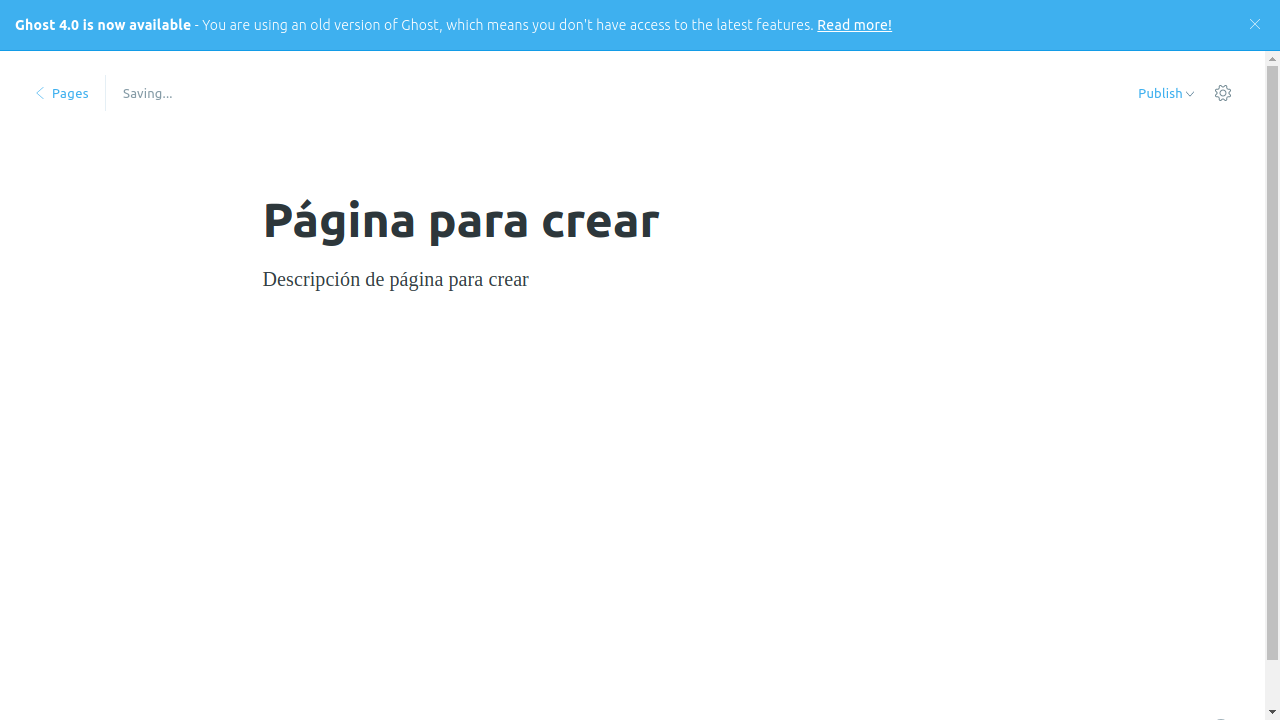 Ghost 4.0 is now available - You are using an old version of Ghost, which means you don't have access to the latest features. Read more!
Pages
Saving...
Publish
Página para crear
Descripción de página para crear